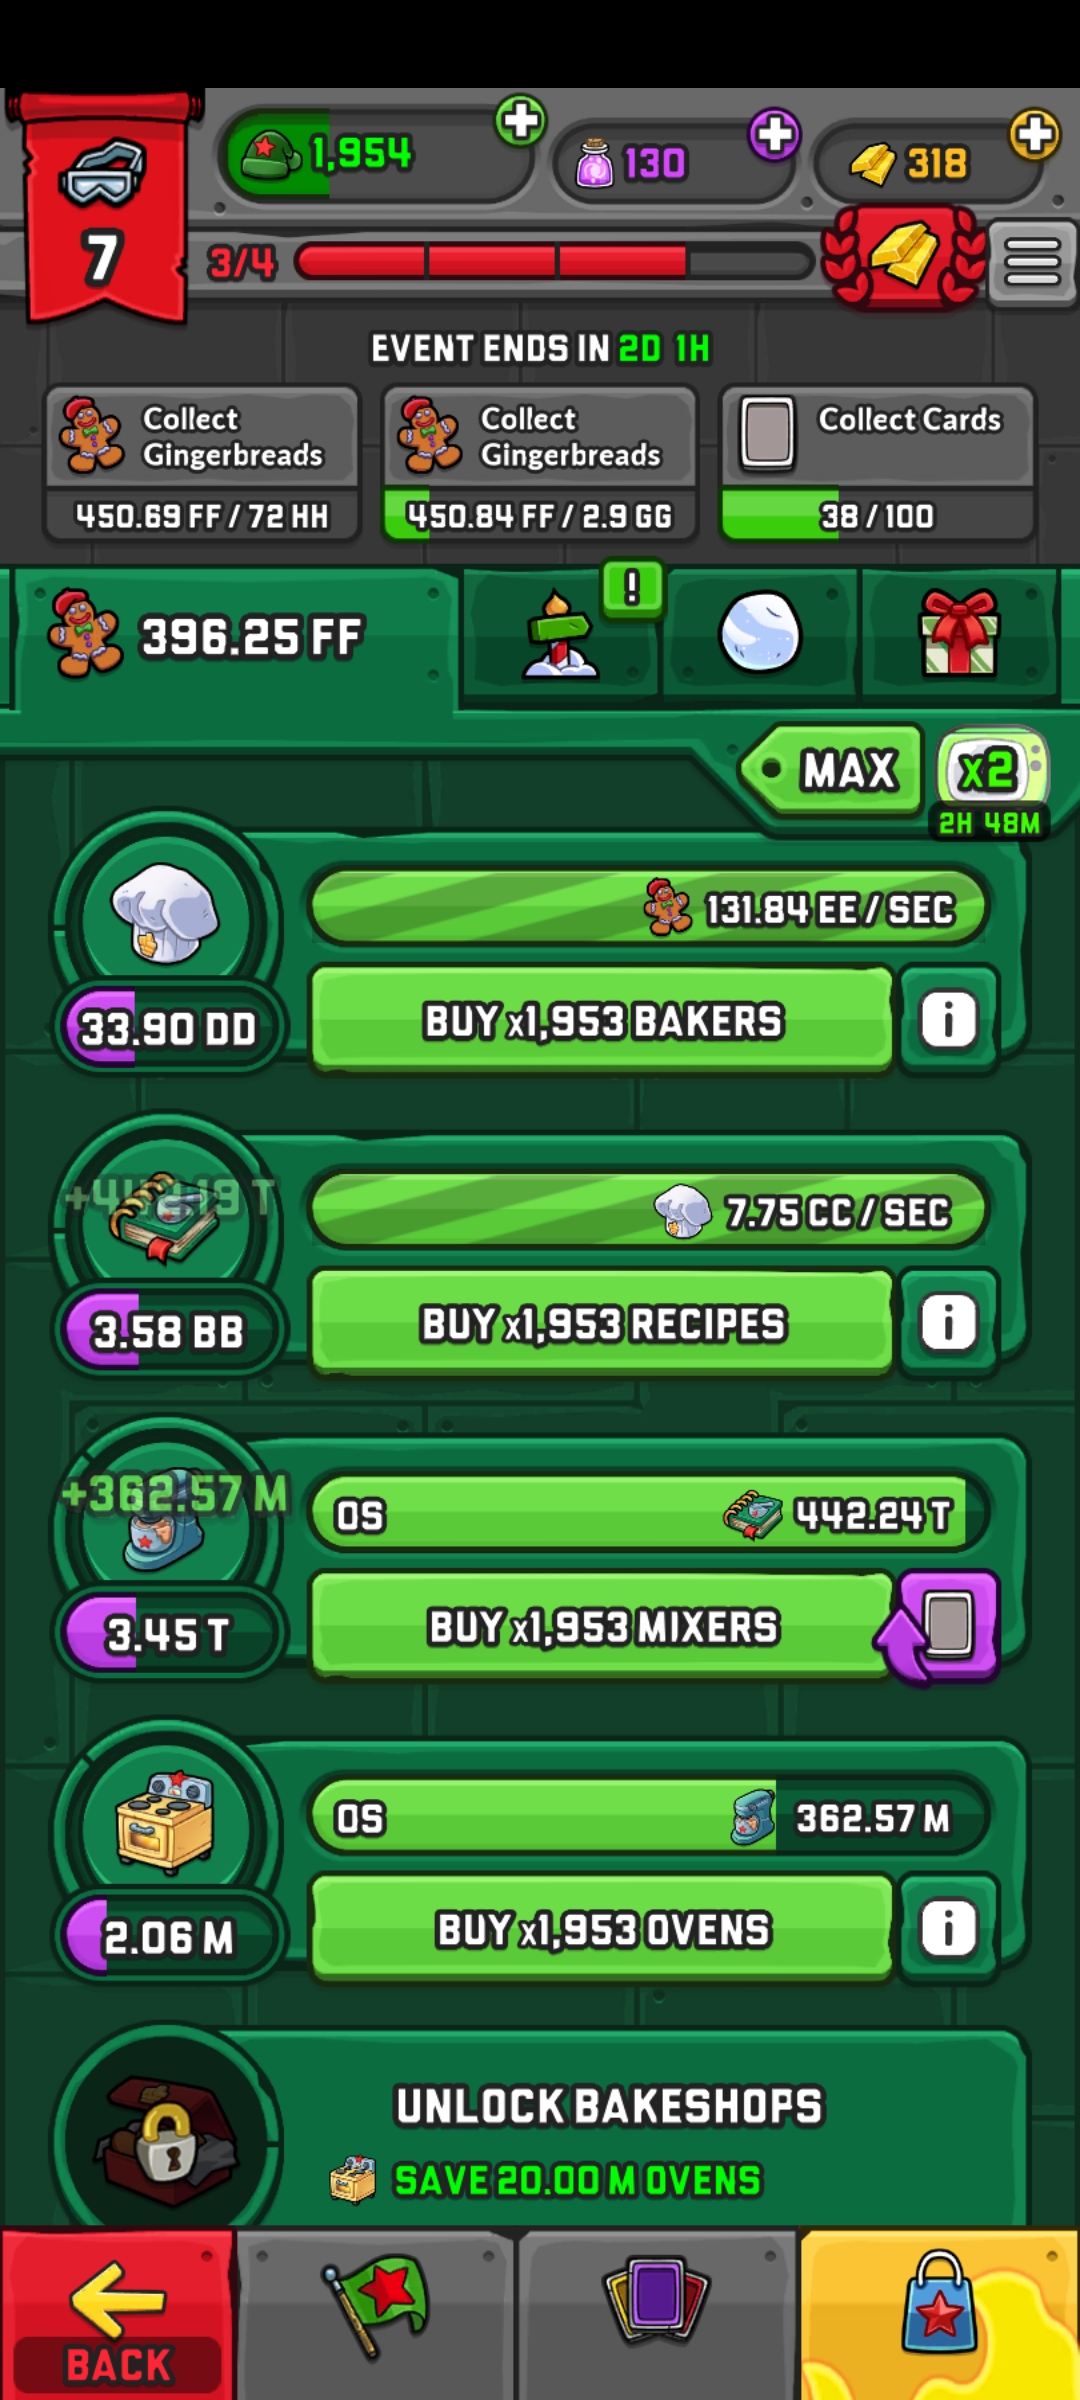 1,954
130
318
7
3/4
EVENT ENDS IN 2D 1H
Collect
Gingerbreads
450.69 FF / 72 HH
Collect
Gingerbreads
450.84 FF / 2.9 GG
Collect Cards
38 / 100
396.25 FF
!
MAX
x2
2H 48M
131.84 EE / SEC
33.90 DD
BUY x1,953 BAKERS
i
+442.19 T
7.75 CC / SEC
3.58 BB
BUY x1,953 RECIPES
i
+362.57 M
0S
442.24 T
3.45 T
BUY x1,953 MIXERS
0S
362.57 M
2.06 M
BUY x1,953 OVENS
i
UNLOCK BAKESHOPS
SAVE 20.00 M OVENS
BACK